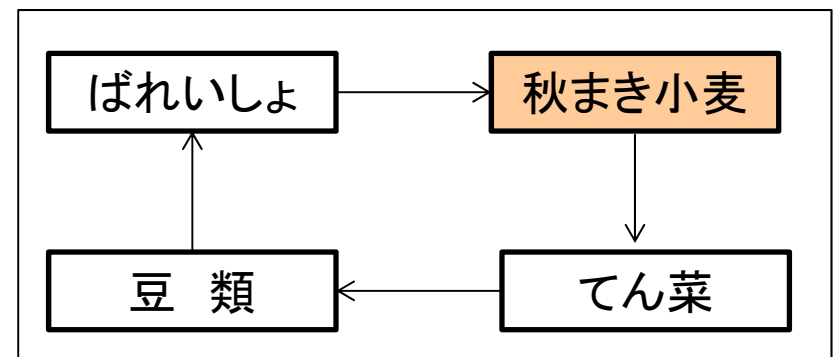 ばれいしょ
秋まき小麦
豆 類
てん菜